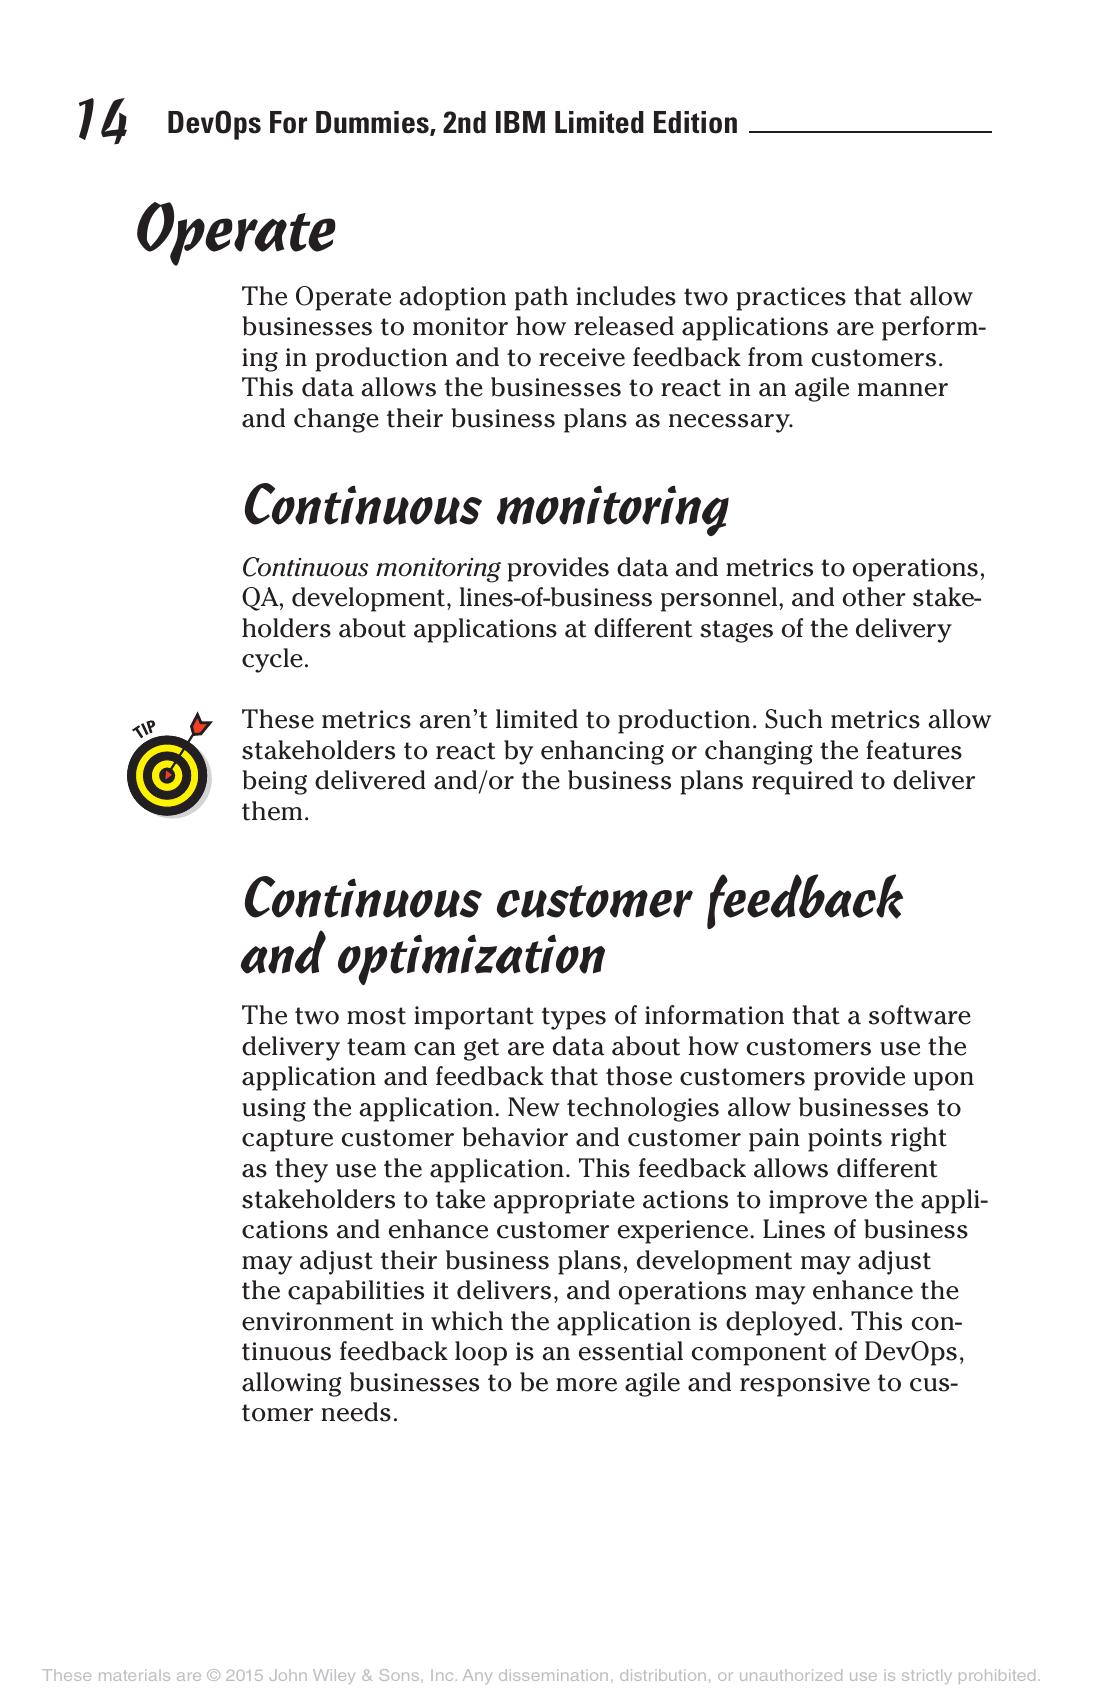 14 DevOps For Dummies, 2nd IBM Limited Edition
Operate
The Operate adoption path includes two practices that allow
businesses to monitor how released applications are perform-
ing in production and to receive feedback from customers.
This data allows the businesses to react in an agile manner
and change their business plans as necessary.
Continuous monitoring
Continuous monitoring provides data and metrics to operations,
QA, development, lines-of-business personnel, and other stake-
holders about applications at different stages of the delivery
cycle.
TIP
These metrics aren’t limited to production. Such metrics allow
stakeholders to react by enhancing or changing the features
being delivered and/or the business plans required to deliver
them.
Continuous customer feedback
and optimization
The two most important types of information that a software
delivery team can get are data about how customers use the
application and feedback that those customers provide upon
using the application. New technologies allow businesses to
capture customer behavior and customer pain points right
as they use the application. This feedback allows different
stakeholders to take appropriate actions to improve the appli-
cations and enhance customer experience. Lines of business
may adjust their business plans, development may adjust
the capabilities it delivers, and operations may enhance the
environment in which the application is deployed. This con-
tinuous feedback loop is an essential component of DevOps,
allowing businesses to be more agile and responsive to cus-
tomer needs.
These materials are © 2015 John Wiley & Sons, Inc. Any dissemination, distribution, or unauthorized use is strictly prohibited.